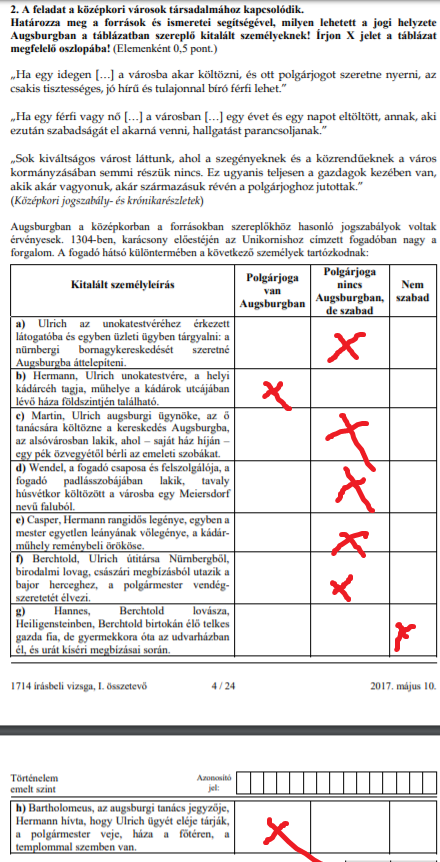 2. A feladat a középkori városok társadalmához kapcsolódik.
Határozza meg a források és ismeretei segítségével, milyen lehetett a jogi helyzete
Augsburgban a táblázatban szereplő kitalált személyeknek! Írjon X jelet a táblázat
megfelelő oszlopába! (Elemenként 0,5 pont.)
„Ha egy idegen [...] a városba akar költözni, és ott polgárjogot szeretne nyerni, az
csakis tisztességes, jó hírű és tulajonnal bíró férfi lehet.”
„Ha egy férfi vagy nő [...] a városban [...] egy évet és egy napot eltöltött, annak, aki
ezután szabadságát el akarná venni, hallgatást parancsoljanak.”
„Sok kiváltságos várost láttunk, ahol a szegényeknek és a közrendűeknek a város
kormányzásában semmi részük nincs. Ez ugyanis teljesen a gazdagok kezében van,
akik akár vagyonuk, akár származásuk révén a polgárjoghoz jutottak.”
(Középkori jogszabály- és krónikarészletek)
Augsburgban a középkorban a forrásokban szereplőkhöz hasonló jogszabályok voltak
érvényesek. 1304-ben, karácsony előestéjén az Unikornishoz címzett fogadóban nagy a
forgalom. A fogadó hátsó különtermében a következő személyek tartózkodnak:
Kitalált személyleírás
Polgárjoga
van
Augsburgban
Polgárjoga
nincs
Augsburgban,
de szabad
Nem
szabad
a) Ulrich az unokatestvéréhez érkezett
látogatóba és egyben üzleti ügyben tárgyalni: a
nürnbergi bornagykereskedését szeretné
Augsburgba áttelepíteni.
X
b) Hermann, Ulrich unokatestvére, a helyi
kádárcéh tagja, műhelye a kádárok utcájában
lévő háza földszintjén található.
X
c) Martin, Ulrich augsburgi ügynöke, az ő
tanácsára költözne a kereskedés Augsburgba,
az alsóvárosban lakik, ahol – saját ház híján –
egy pék özvegyétől bérli az emeleti szobákat.
X
d) Wendel, a fogadó csaposa és felszolgálója, a
fogadó padlásszobájában lakik, tavaly
húsvétkor költözött a városba egy Meiersdorf
nevű faluból.
X
e) Casper, Hermann rangidős legénye, egyben a
mester egyetlen leányának vőlegénye, a kádár-
műhely reménybeli örököse.
X
f) Berchtold, Ulrich útitársa Nürnbergből,
birodalmi lovag, császári megbízásból utazik a
bajor herceghez, a polgármester vendég-
szeretetét élvezi.
X
g) Hannes, Berchtold lovásza,
Heiligensteinben, Berchtold birtokán élő telkes
gazda fia, de gyermekkora óta az udvarházban
él, és urát kíséri megbízásai során.
X
1714 írásbeli vizsga, I. összetevő 4 / 24 2017. május 10.
Történelem
emelt szint
Azonosító
jel:
h) Bartholomeus, az augsburgi tanács jegyzője,
Hermann hívta, hogy Ulrich ügyét eléje tárják,
a polgármester veje, háza a főtéren, a
templommal szemben van.
X